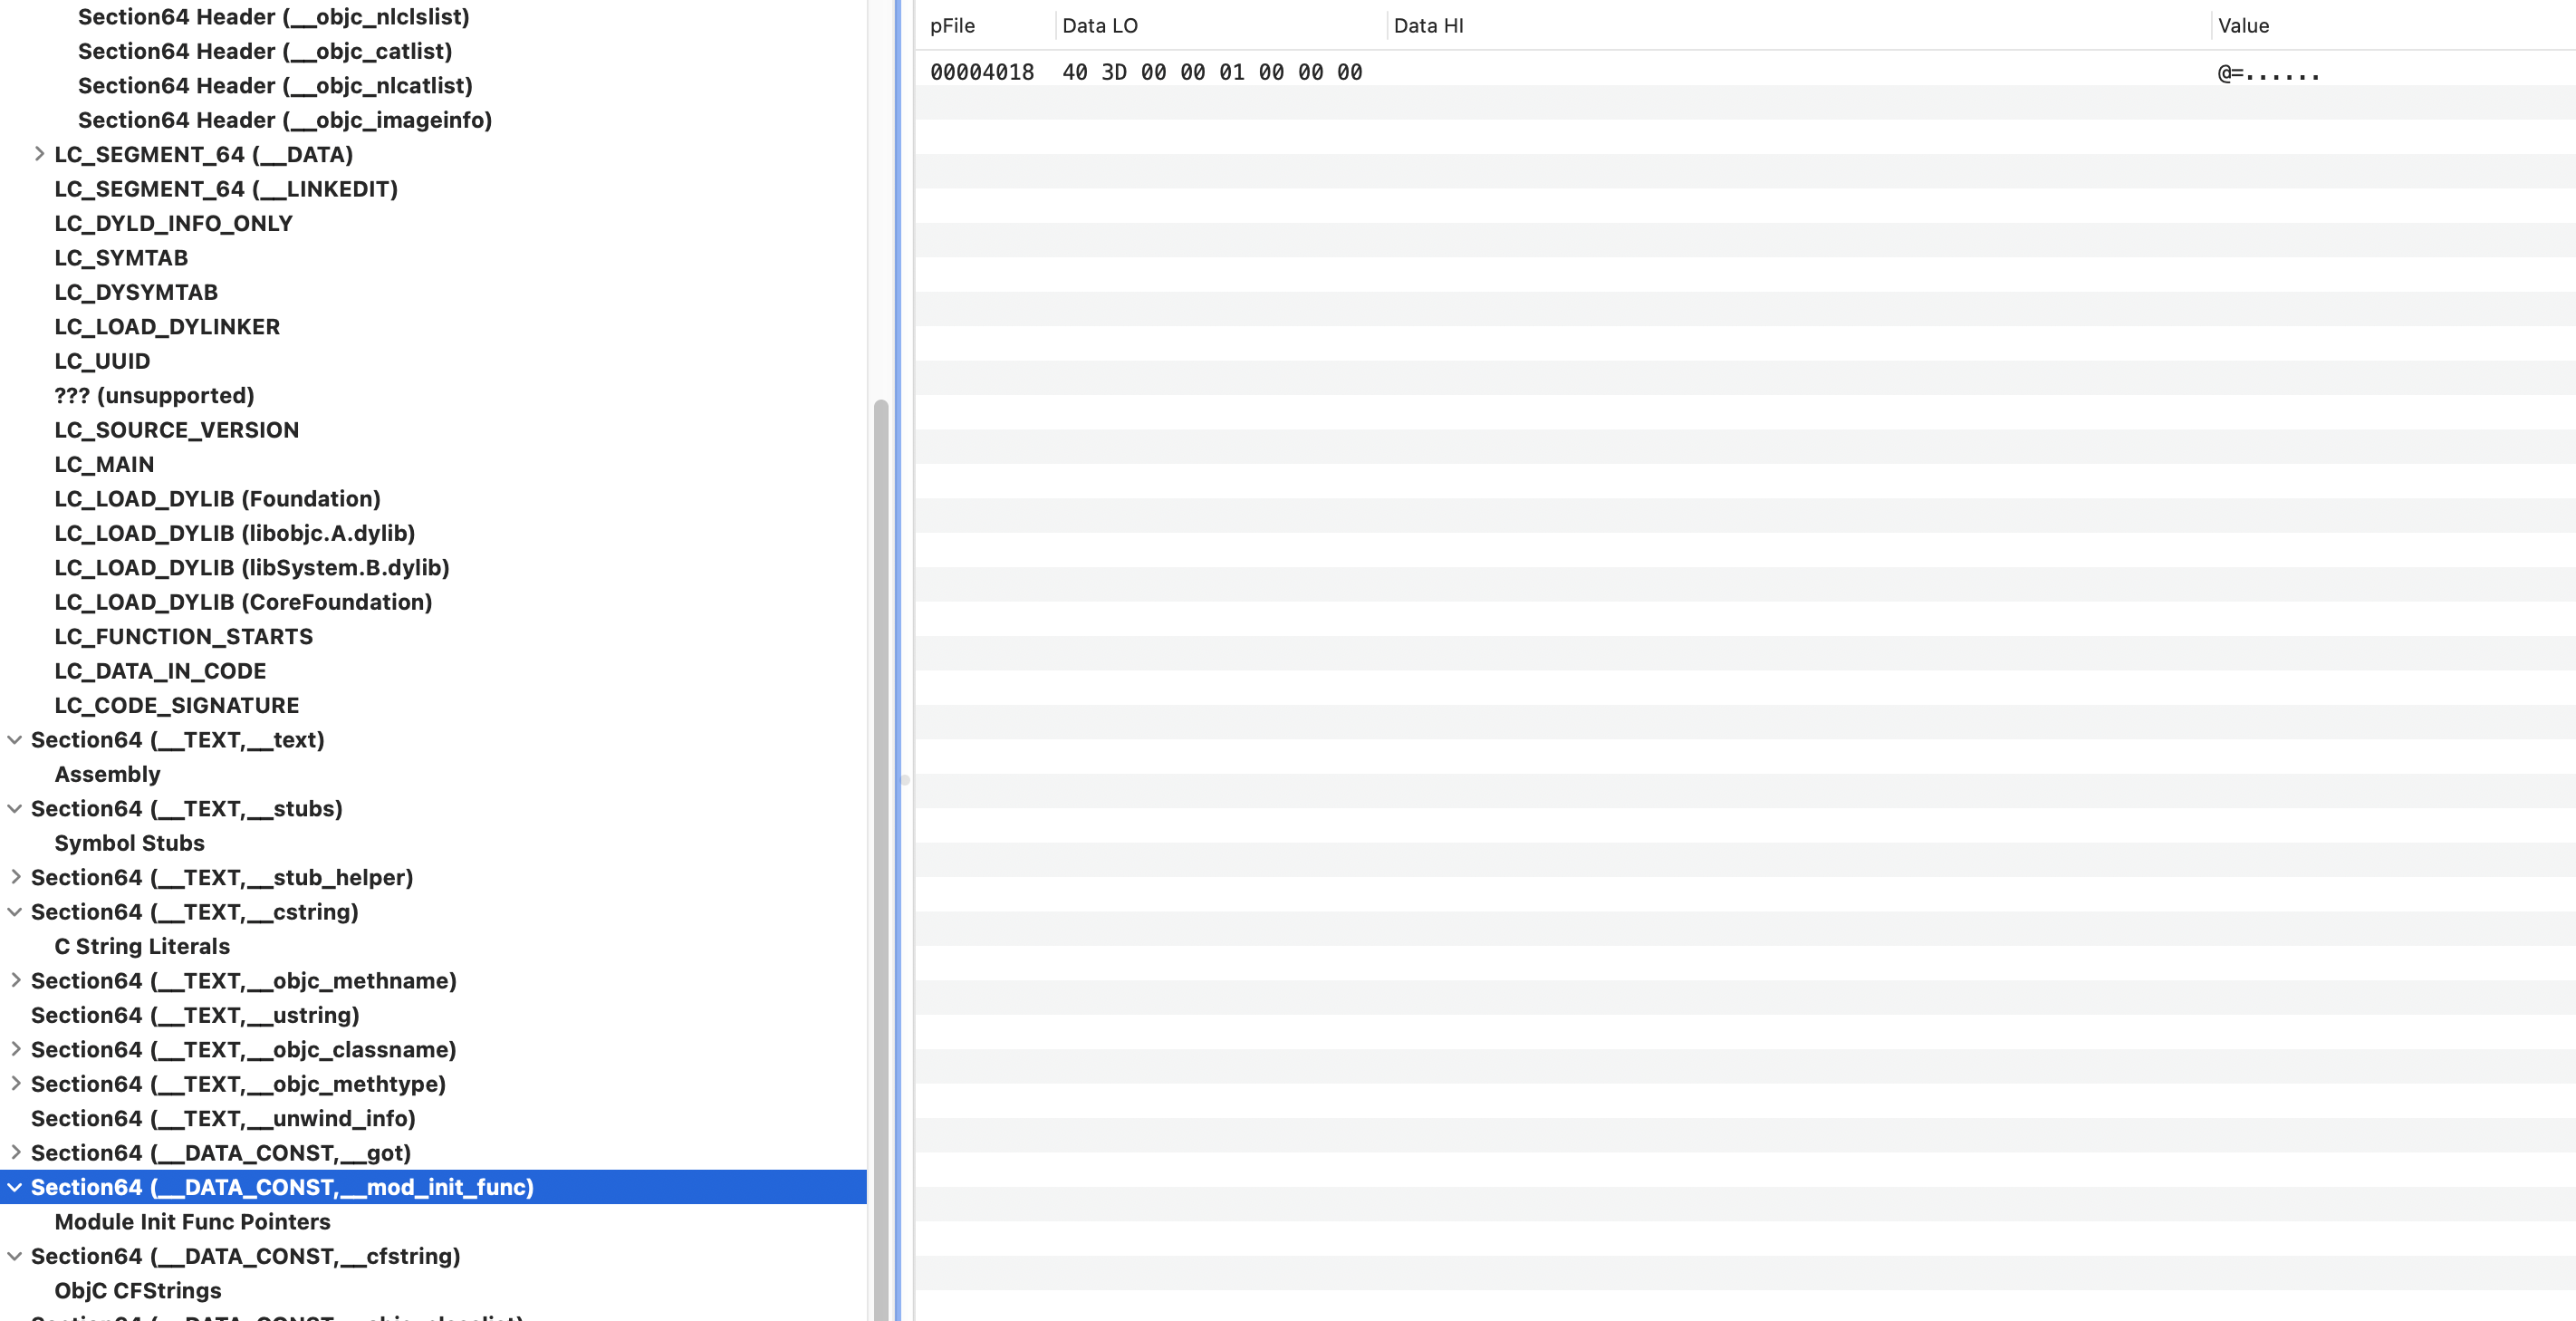 Section64 Header (__objc_nlclslist)
Section64 Header (__objc_catlist)
Section64 Header (__objc_nlcatlist)
Section64 Header (__objc_imageinfo)
LC_SEGMENT_64 (__DATA)
LC_SEGMENT_64 (__LINKEDIT)
LC_DYLD_INFO_ONLY
LC_SYMTAB
LC_DYSYMTAB
LC_LOAD_DYLINKER
LC_UUID
??? (unsupported)
LC_SOURCE_VERSION
LC_MAIN
LC_LOAD_DYLIB (Foundation)
LC_LOAD_DYLIB (libobjc.A.dylib)
LC_LOAD_DYLIB (libSystem.B.dylib)
LC_LOAD_DYLIB (CoreFoundation)
LC_FUNCTION_STARTS
LC_DATA_IN_CODE
LC_CODE_SIGNATURE
Section64 (__TEXT,__text)
Assembly
Section64 (__TEXT,__stubs)
Symbol Stubs
Section64 (__TEXT,__stub_helper)
Section64 (__TEXT,__cstring)
C String Literals
Section64 (__TEXT,__objc_methname)
Section64 (__TEXT,__ustring)
Section64 (__TEXT,__objc_classname)
Section64 (__TEXT,__objc_methtype)
Section64 (__TEXT,__unwind_info)
Section64 (__DATA_CONST,__got)
Section64 (__DATA_CONST,__mod_init_func)
Module Init Func Pointers
Section64 (__DATA_CONST,__cfstring)
ObjC CFStrings
pFile Data LO Data HI Value
00004018 40 3D 00 00 01 00 00 00 @=......